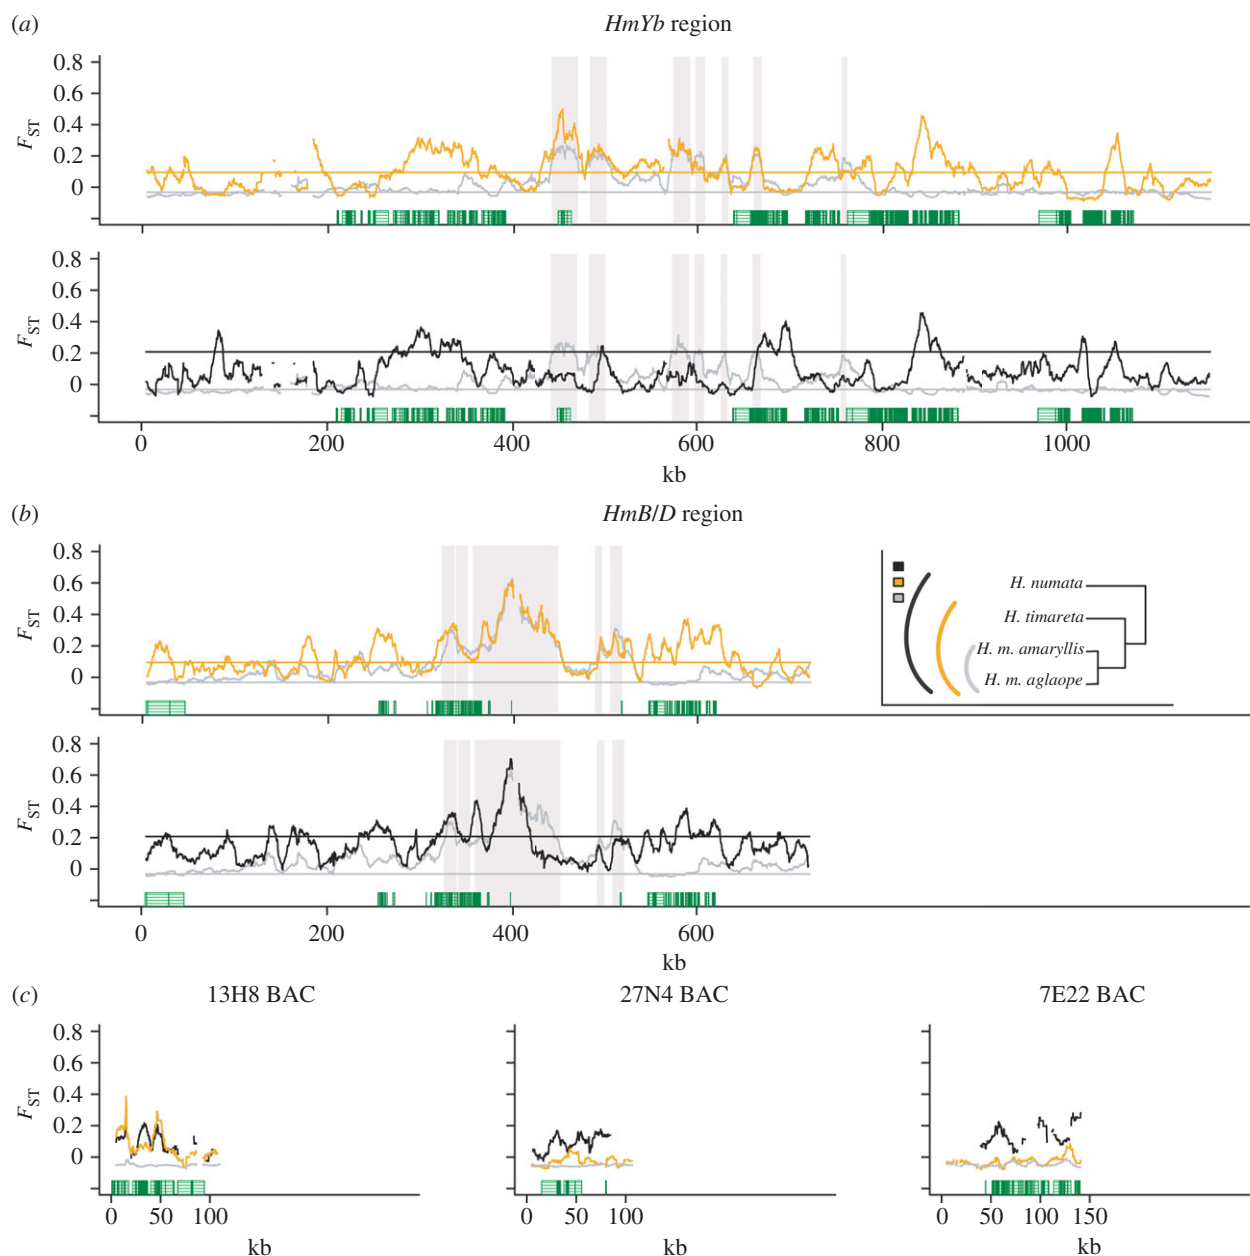 (a)
HmYb region
0.8
0.6
0.4
0.2
0
FST
0.8
0.6
0.4
0.2
0
FST
0 200 400 600 800 1000
kb
(b)
HmB/D region
0.8
0.6
0.4
0.2
0
FST
H. numata
H. timareta
H. m. amaryllis
H. m. aglaope
0.8
0.6
0.4
0.2
0
FST
0 200 400 600
kb
(c)
13H8 BAC 27N4 BAC 7E22 BAC
0.8
0.6
0.4
0.2
0
FST
0 50 100
kb
0 50 100
kb
0 50 100 150
kb